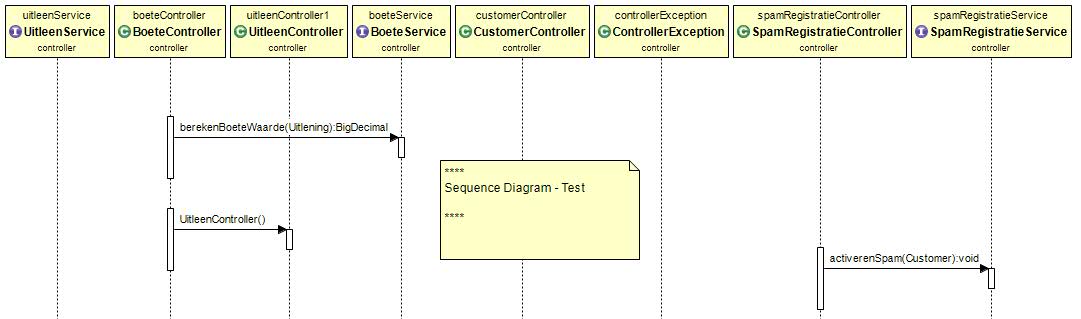 uitleenService
UitleenService
controller
boeteController
BoeteController
controller
uitleenController1
UitleenController
controller
boeteService
BoeteService
controller
customerController
CustomerController
controller
controllerException
ControllerException
controller
spamRegistratieController
SpamRegistratieController
controller
spamRegistratieService
SpamRegistratieService
controller
berekenBoeteWaarde(Uitlening):BigDecimal
****
Sequence Diagram - Test
****
UitleenController()
activerenSpam(Customer):void